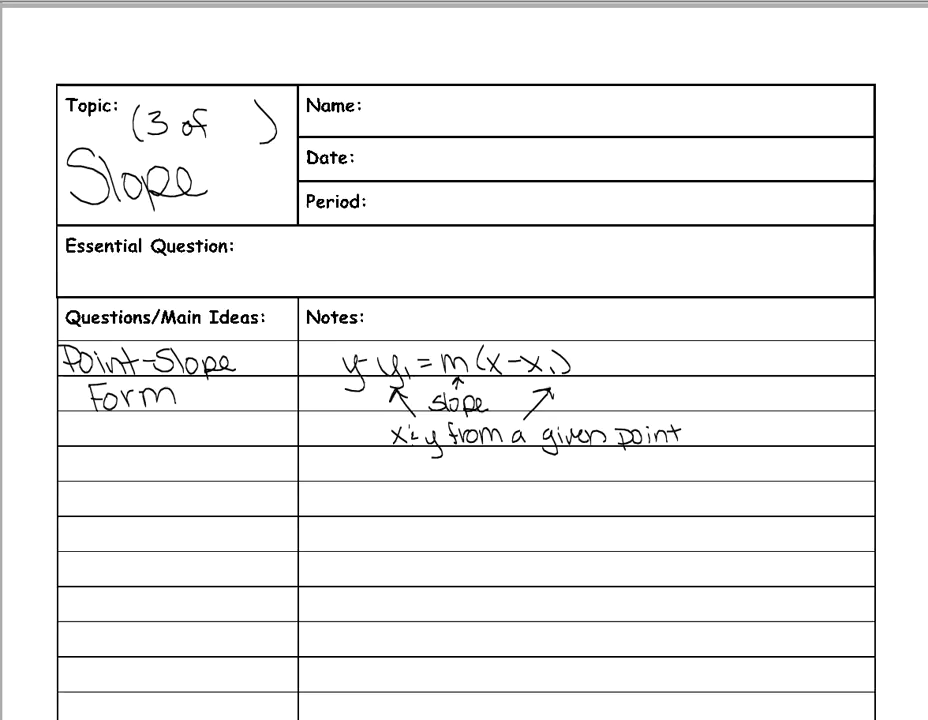 Topic: (3 of )
Slope
Name:
Date:
Period:
Essential Question:
Questions/Main Ideas:
Notes:
Point-Slope
Form
y-y₁=m(x-x₁)
slope
x & y from a given point